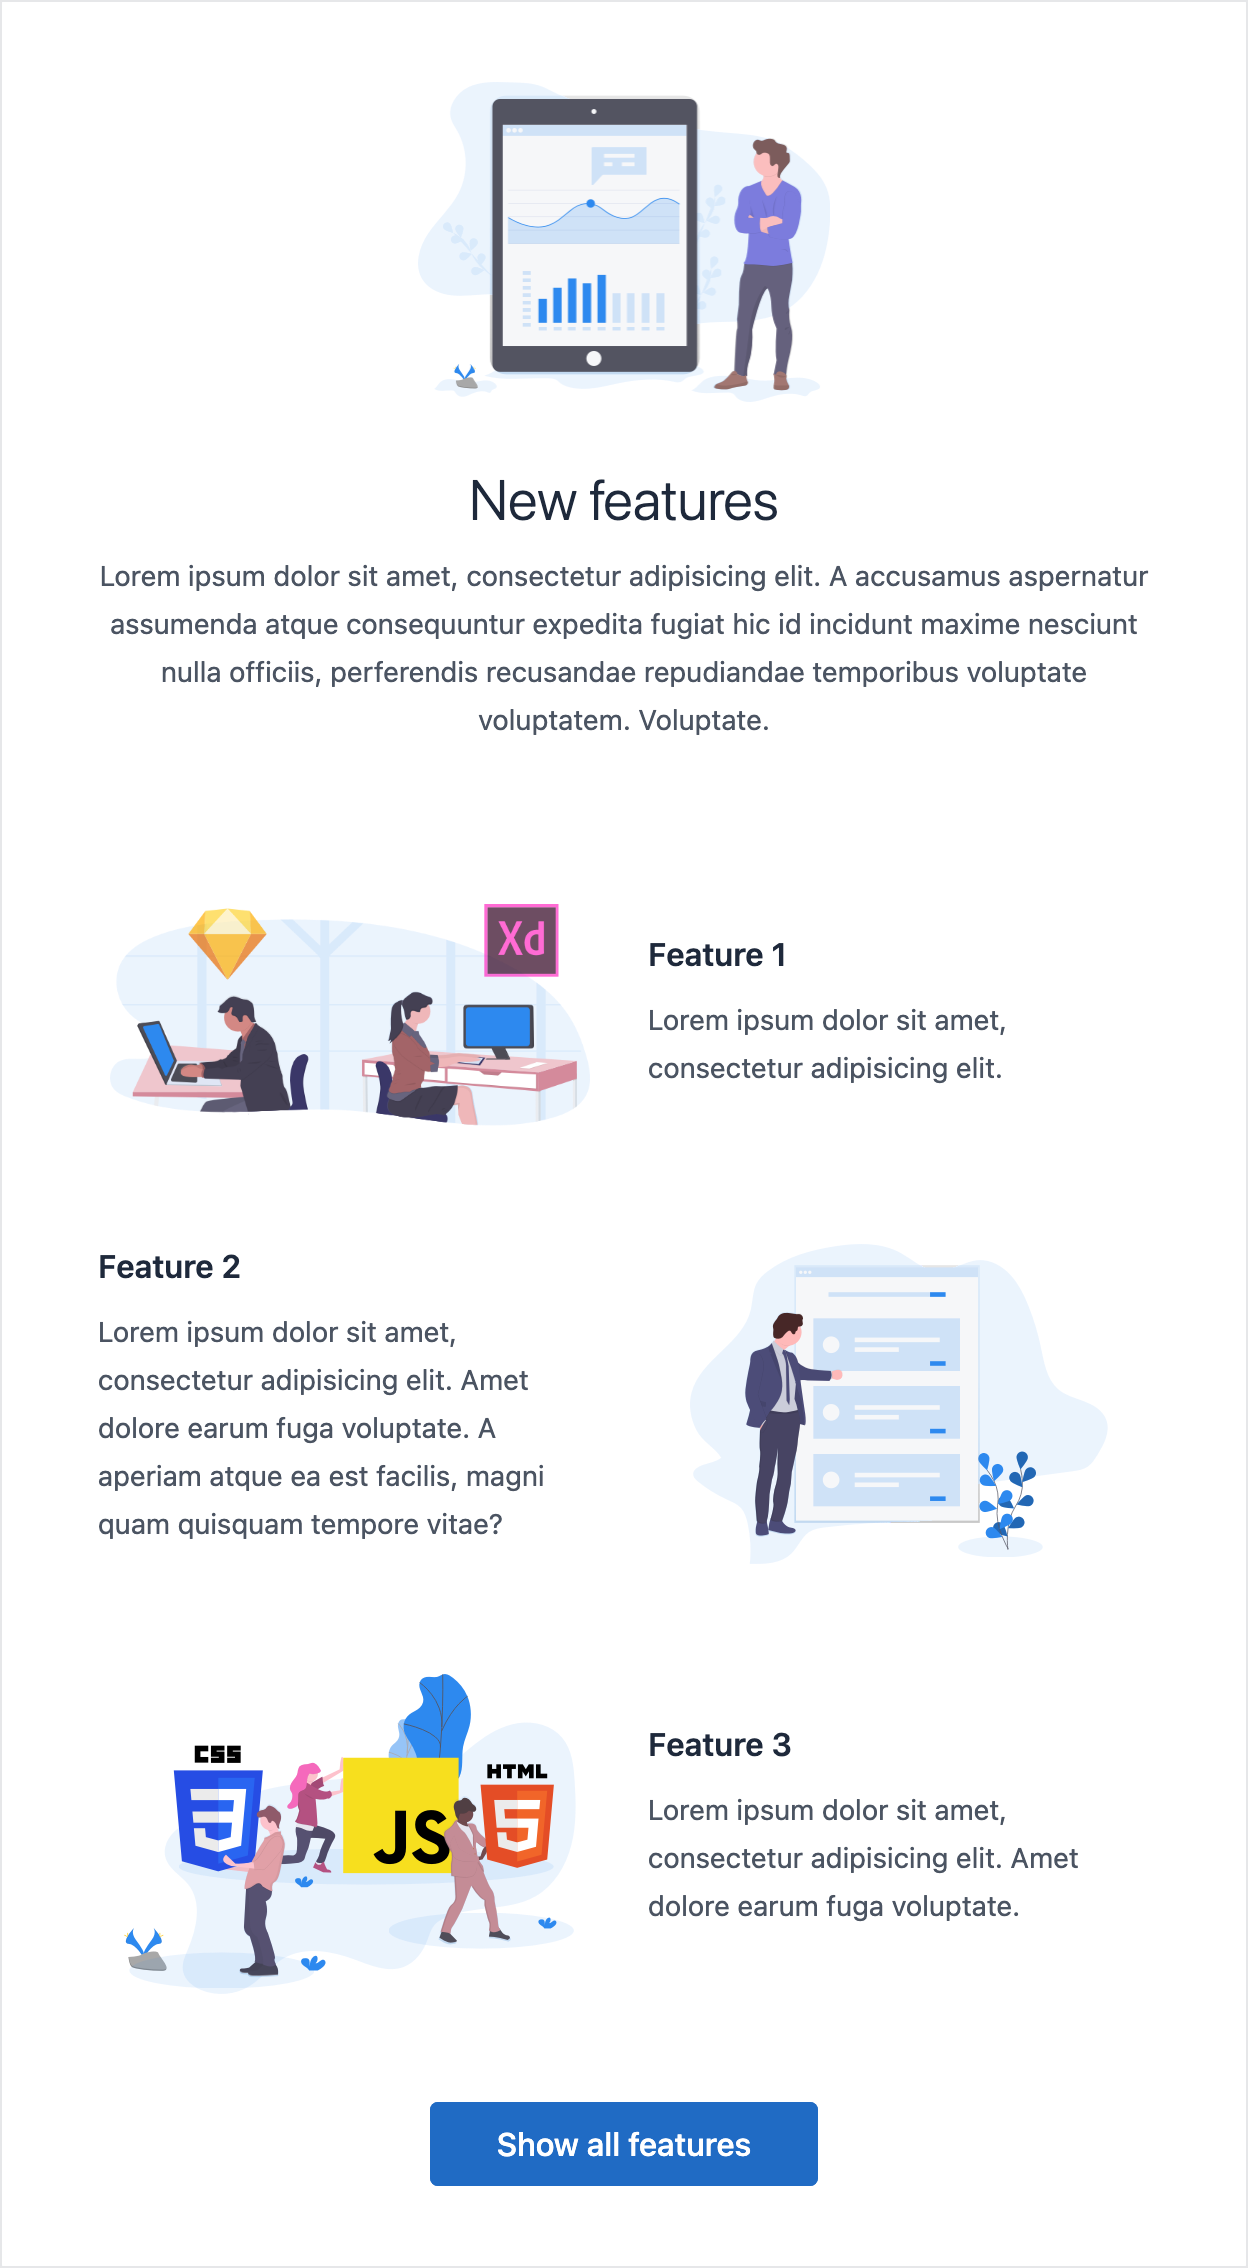 New features
Lorem ipsum dolor sit amet, consectetur adipisicing elit. A accusamus aspernatur
assumenda atque consequuntur expedita fugiat hic id incidunt maxime nesciunt
nulla officiis, perferendis recusandae repudiandae temporibus voluptate
voluptatem. Voluptate.
Xd
Feature 1
Lorem ipsum dolor sit amet,
consectetur adipisicing elit.
Feature 2
Lorem ipsum dolor sit amet,
consectetur adipisicing elit. Amet
dolore earum fuga voluptate. A
aperiam atque ea est facilis, magni
quam quisquam tempore vitae?
CSS
3
JS
HTML
5
Feature 3
Lorem ipsum dolor sit amet,
consectetur adipisicing elit. Amet
dolore earum fuga voluptate.
Show all features